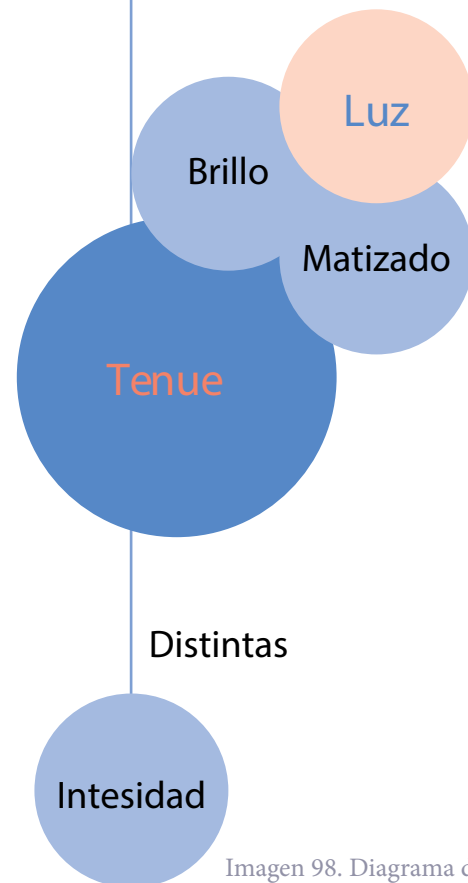 Luz
Brillo
Matizado
Tenue
Distintas
Intesidad
Imagen 98. Diagrama